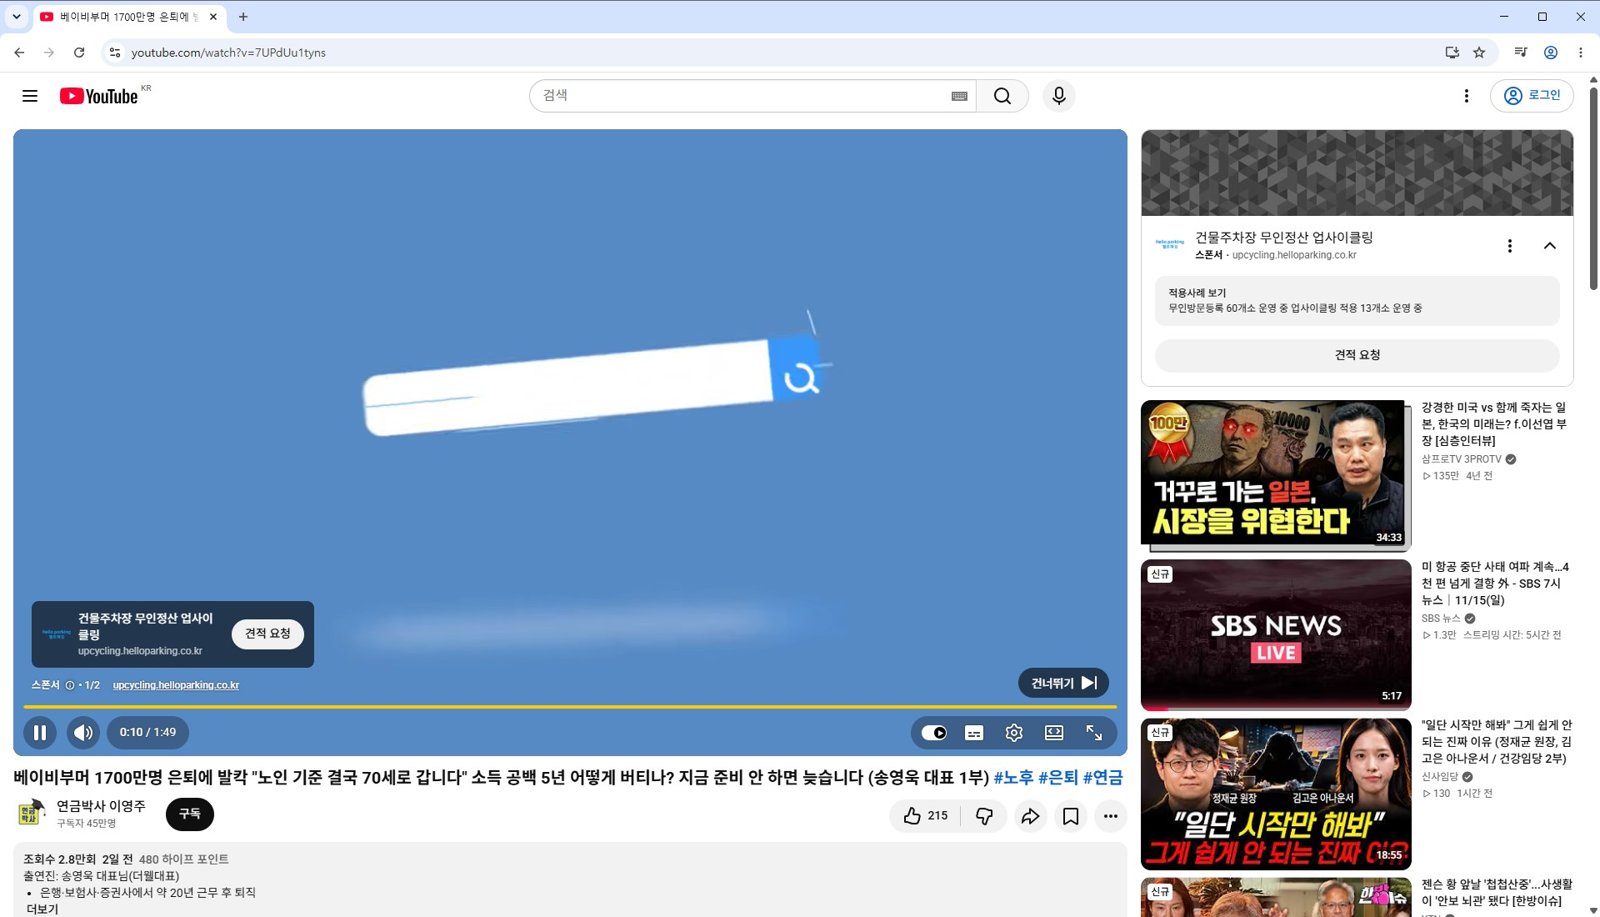 베이비부머 1700만명 은퇴에
youtube.com/watch?v=7UPdUu1tyns
YouTube KR
검색
로그인
건물주차장 무인정산 업사이클링
스폰서 · upcycling.helloparking.co.kr
적용사례 보기
무인방문등록 60개소 운영 중 업사이클링 적용 13개소 운영 중
견적 요청
건물주차장 무인정산 업사이
클링
upcycling.helloparking.co.kr
견적 요청
스폰서 · 1/2 upcycling.helloparking.co.kr
건너뛰기
0:10 / 1:49
베이비부머 1700만명 은퇴에 발칵 "노인 기준 결국 70세로 갑니다" 소득 공백 5년 어떻게 버티나? 지금 준비 안 하면 늦습니다 (송영욱 대표 1부) #노후 #은퇴 #연금
연금박사
연금박사 이영주
구독자 45만명
구독
215
조회수 2.8만회 2일 전 480 하이프 포인트
출연진: 송영욱 대표님(더웰대표)
• 은행·보험사·증권사에서 약 20년 근무 후 퇴직
더보기
100만
10000
거꾸로 가는 일본,
시장을 위협한다
34:33
강경한 미국 vs 함께 죽자는 일
본, 한국의 미래는? f.이선엽 부
장 [심층인터뷰]
삼프로TV 3PROTV
135만 4년 전
신규
SBS NEWS
LIVE
5:17
미 항공 중단 사태 여파 계속…4
천 편 넘게 결항 外 - SBS 7시
뉴스｜11/15(일)
SBS 뉴스
1.3만 스트리밍 시간: 5시간 전
신규
정재균 원장
김고은 아나운서
"일단 시작만 해봐"
그게 쉽게 안 되는 진짜 이유
18:55
"일단 시작만 해봐" 그게 쉽게 안
되는 진짜 이유 (정재균 원장, 김
고은 아나운서 / 건강임당 2부)
신사임당
130 1시간 전
신규
한방이슈
젠슨 황 앞날 '첩첩산중'...사생활
이 '안보 뇌관' 됐다 [한방이슈]